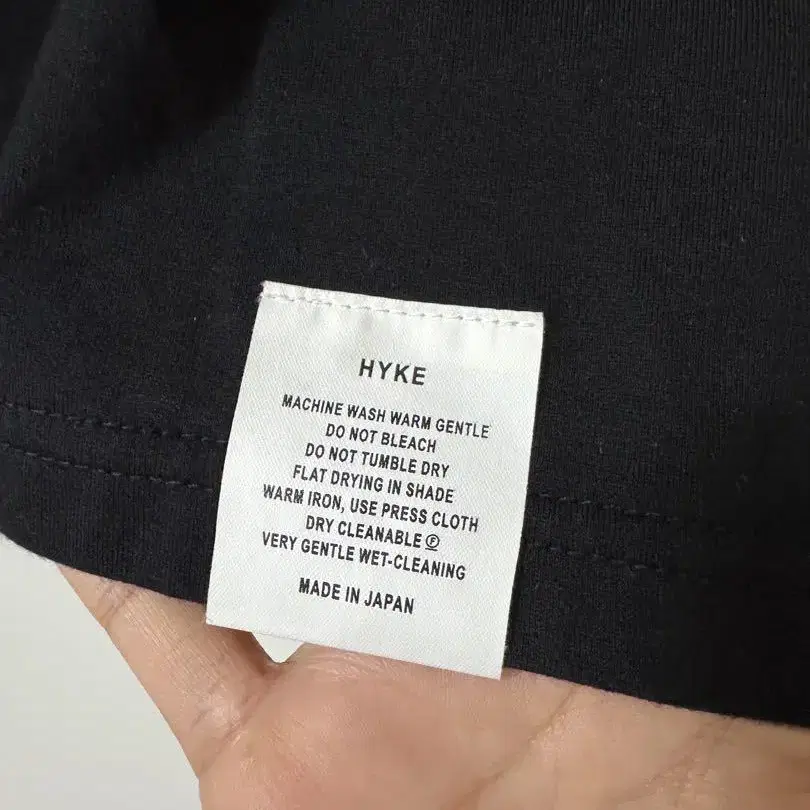 HYKE
MACHINE WASH WARM GENTLE
DO NOT BLEACH
DO NOT TUMBLE DRY
FLAT DRYING IN SHADE
WARM IRON, USE PRESS CLOTH
DRY CLEANABLE Ⓕ
VERY GENTLE WET-CLEANING
MADE IN JAPAN